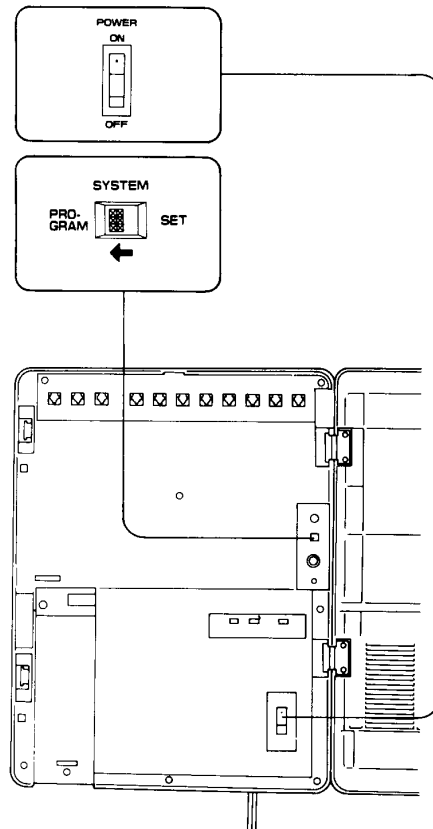 POWER
ON
OFF
SYSTEM
PRO-
GRAM
SET